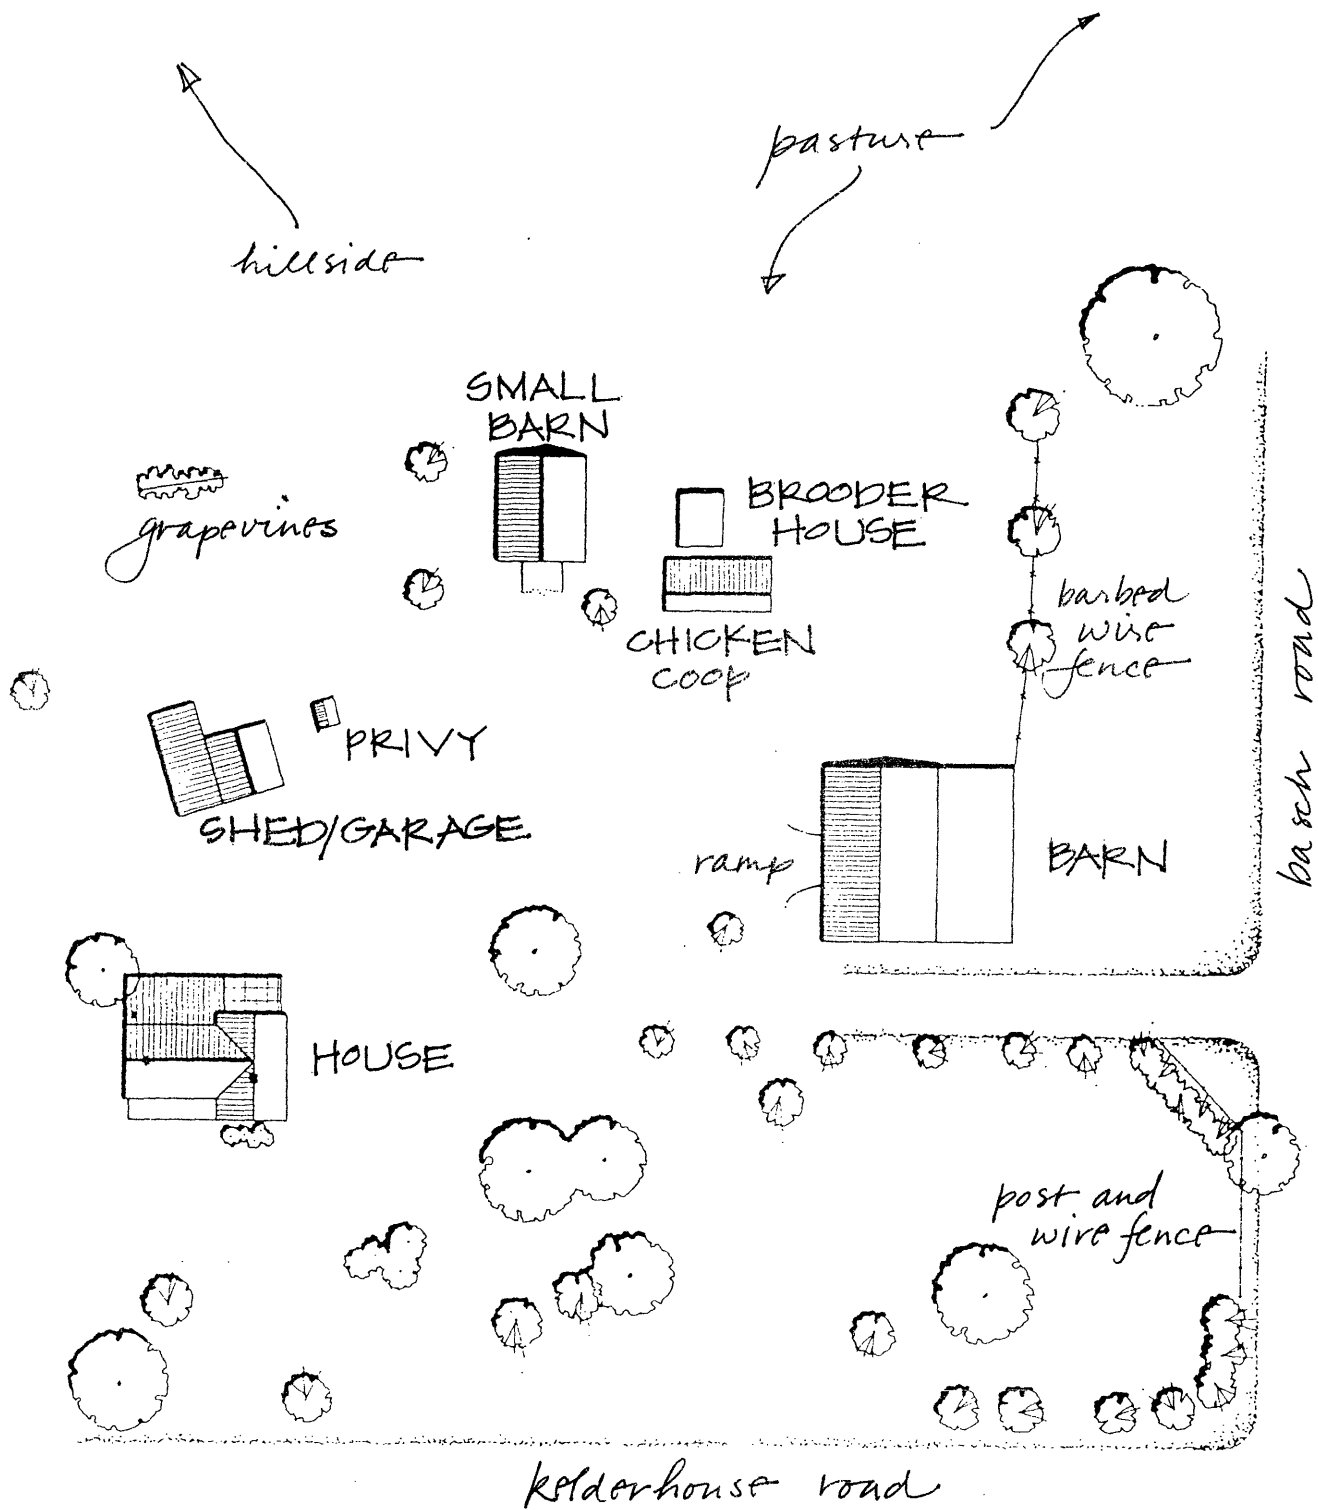 pasture
hillside
SMALL
BARN
BROODER
HOUSE
grapevines
barbed
wire
fence
CHICKEN
COOP
basch road
PRIVY
SHED/GARAGE
ramp
BARN
HOUSE
post and
wire fence
kelderhouse road